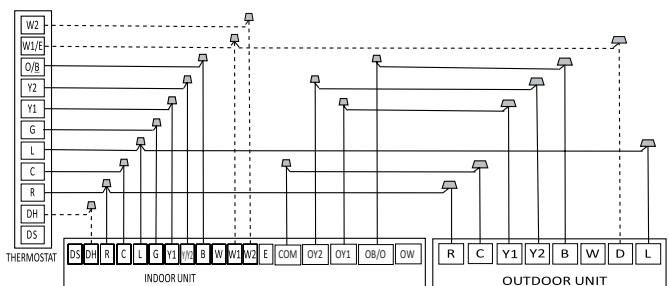 W2
W1/E
O/B
Y2
Y1
G
L
C
R
DH
DS
THERMOSTAT
DS DH R C L G Y1 Y/Y2 B W W1 W2 E COM OY2 OY1 OB/O OW
INDOOR UNIT
R C Y1 Y2 B W D L
OUTDOOR UNIT